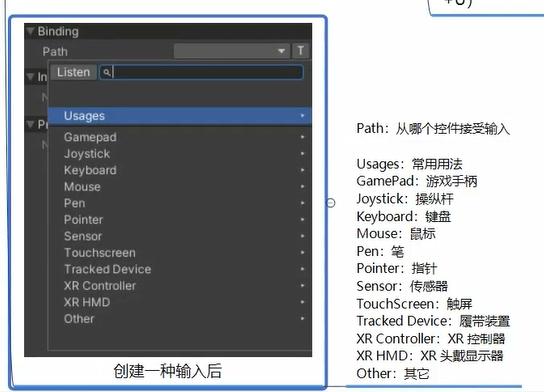 Binding
Path
T
Listen
In
N
Usages
Pr
Gamepad
N
Joystick
Keyboard
Mouse
Pen
Pointer
Sensor
Touchscreen
Tracked Device
XR Controller
XR HMD
Other
创建一种输入后
Path：从哪个控件接受输入
Usages：常用用法
GamePad：游戏手柄
Joystick：操纵杆
Keyboard：键盘
Mouse：鼠标
Pen：笔
Pointer：指针
Sensor：传感器
TouchScreen：触屏
Tracked Device：履带装置
XR Controller：XR 控制器
XR HMD：XR 头戴显示器
Other：其它